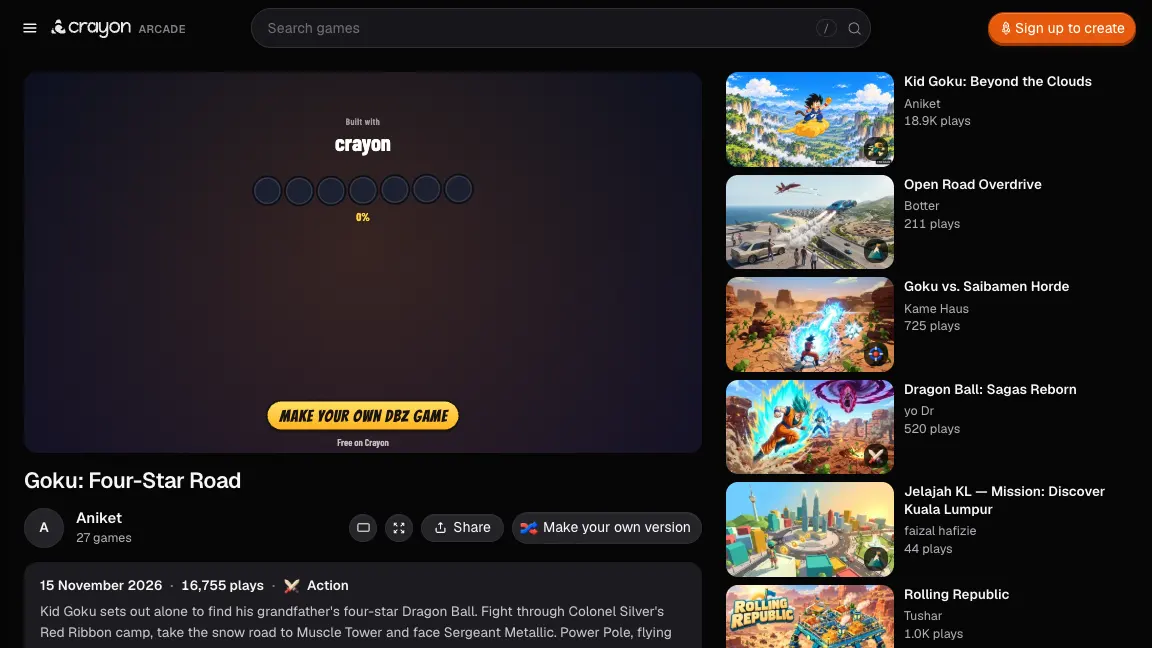 crayon ARCADE
Search games
/
Sign up to create
Built with
crayon
0%
MAKE YOUR OWN DBZ GAME
Free on Crayon
Goku: Four-Star Road
A
Aniket
27 games
Share
Make your own version
15 November 2026 · 16,755 plays · Action
Kid Goku sets out alone to find his grandfather's four-star Dragon Ball. Fight through Colonel Silver's
Red Ribbon camp, take the snow road to Muscle Tower and face Sergeant Metallic. Power Pole, flying
Kid Goku: Beyond the Clouds
Aniket
18.9K plays
Open Road Overdrive
Botter
211 plays
Goku vs. Saibamen Horde
Kame Haus
725 plays
Dragon Ball: Sagas Reborn
yo Dr
520 plays
Jelajah KL — Mission: Discover
Kuala Lumpur
faizal hafizie
44 plays
ROLLING
REPUBLIC
Rolling Republic
Tushar
1.0K plays